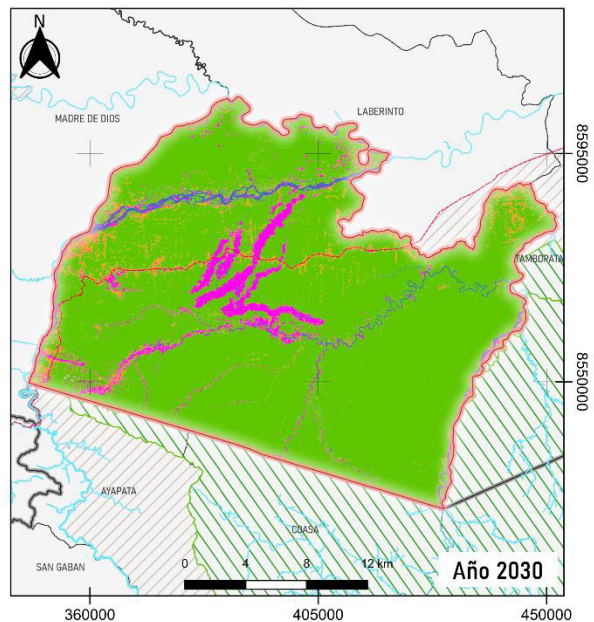 N
MADRE DE DIOS
LABERINTO
8595000
TAMBOPATA
8550000
AYAPATA
COASA
SAN GABAN
0 4 8 12 km
Año 2030
360000 405000 450000